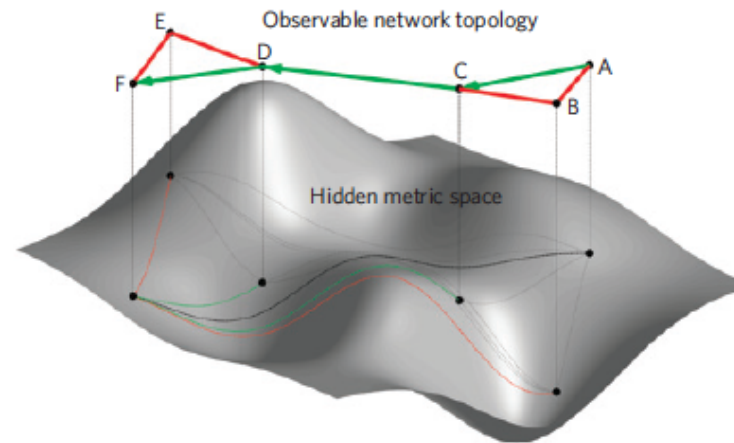 Observable network topology
E
D
F
C
A
B
Hidden metric space